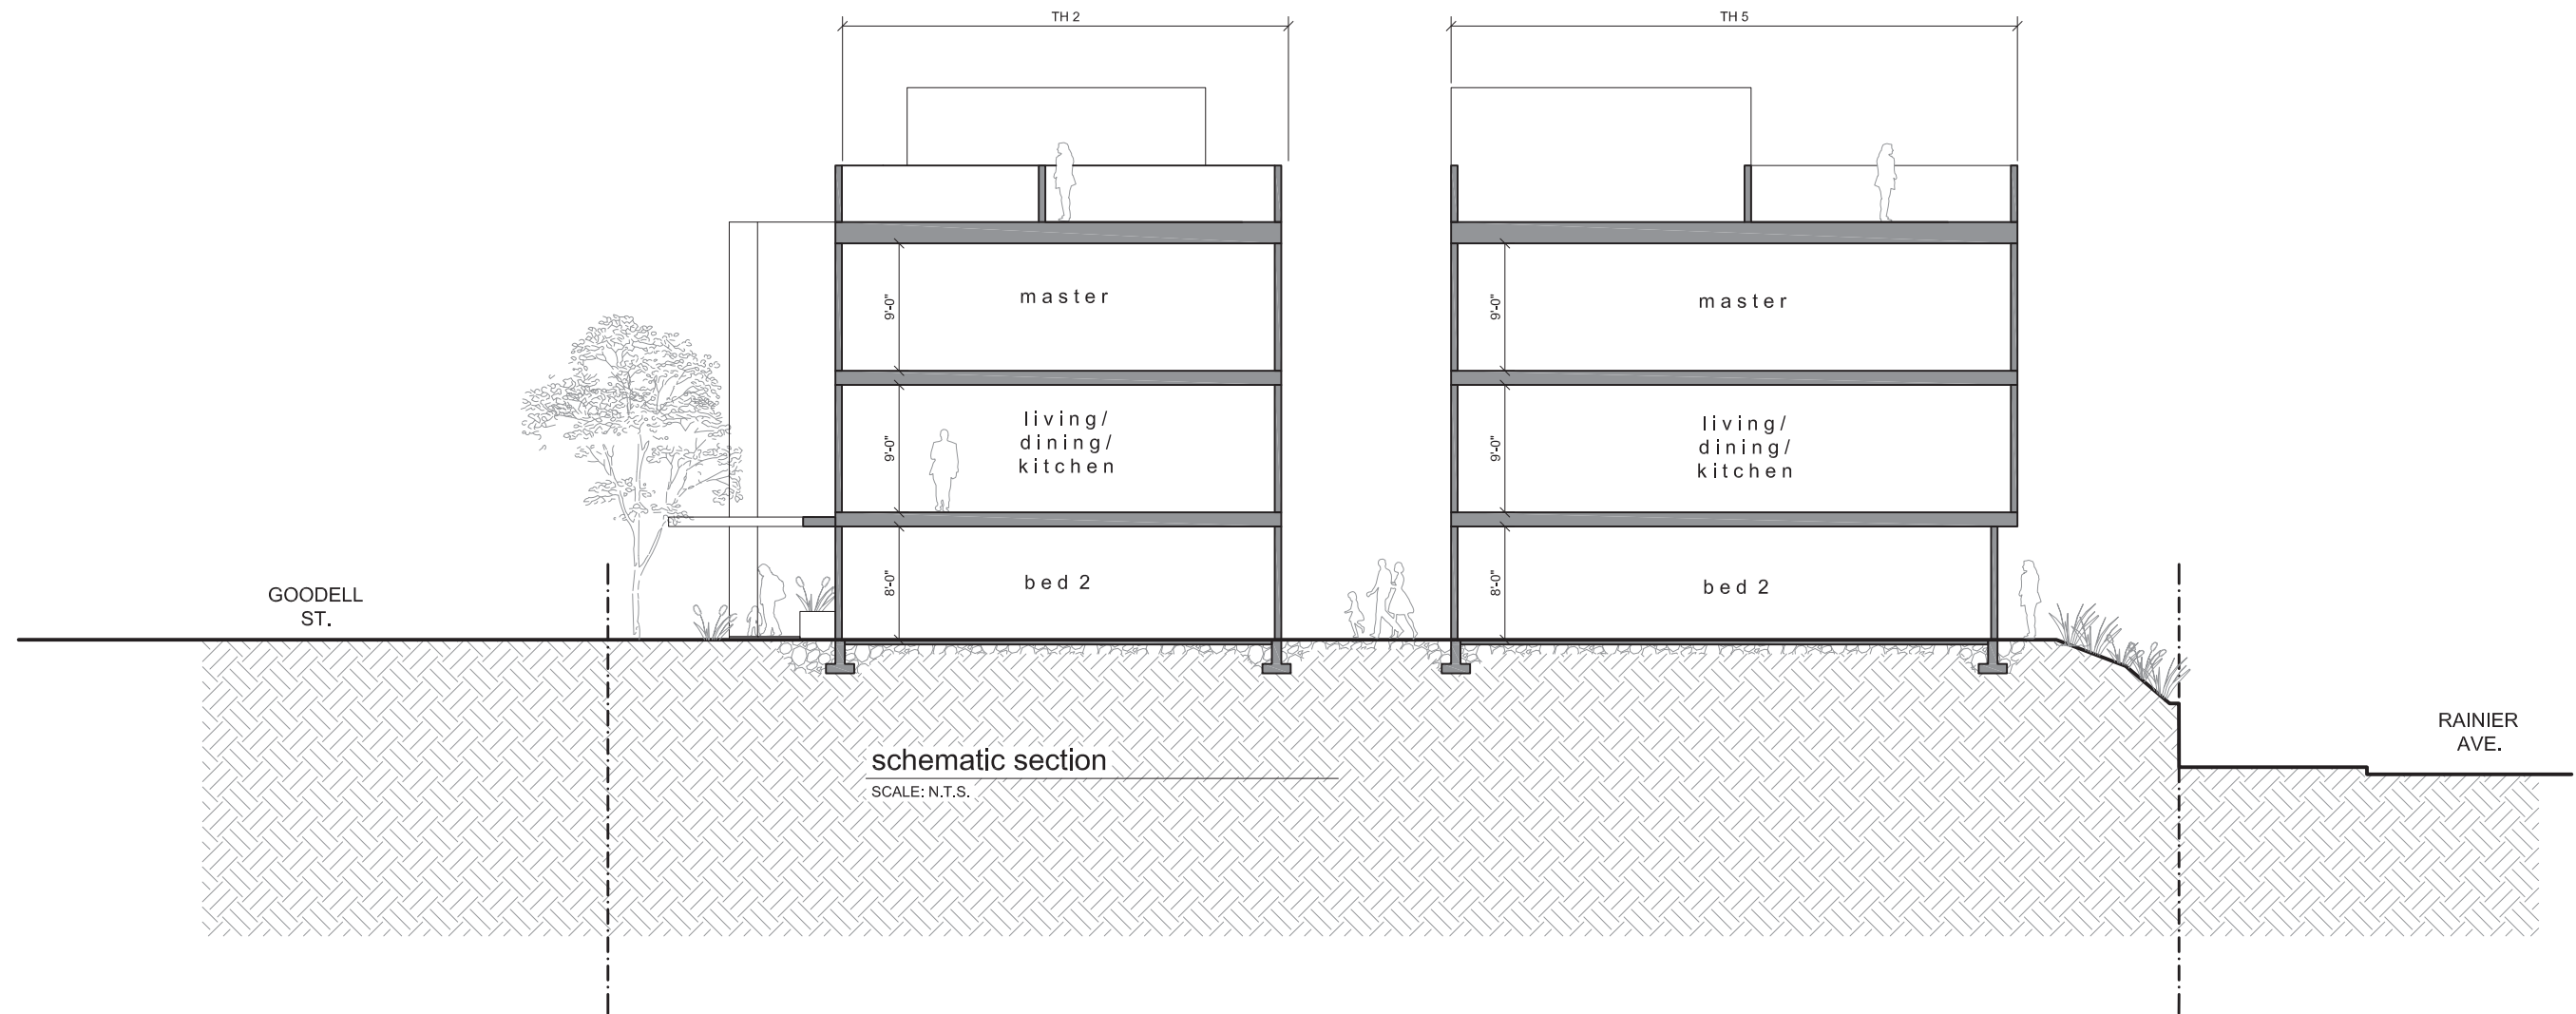 TH 2
TH 5
9'-0"
master
9'-0"
master
9'-0"
living/
dining/
kitchen
9'-0"
living/
dining/
kitchen
8'-0"
bed 2
8'-0"
bed 2
GOODELL
ST.
RAINIER
AVE.
schematic section
SCALE: N.T.S.